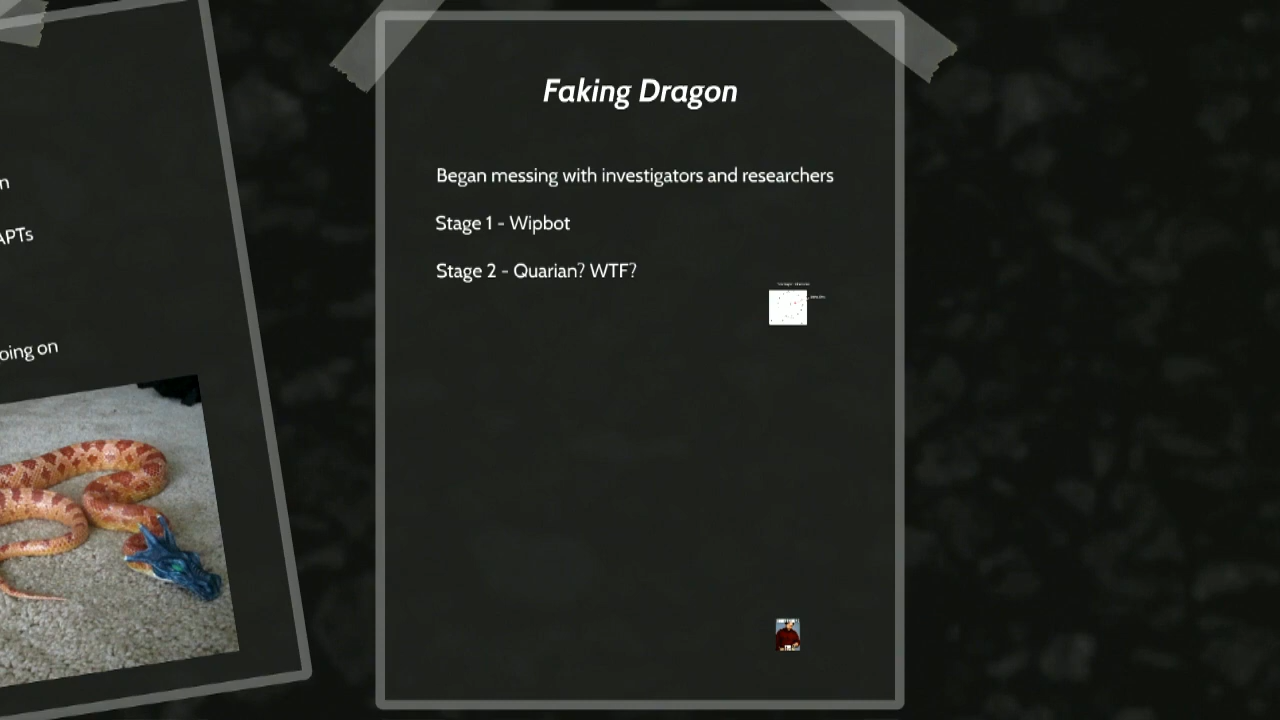 Faking Dragon
Began messing with investigators and researchers
Stage 1 - Wipbot
Stage 2 - Quarian? WTF?
n
APTs
oing on